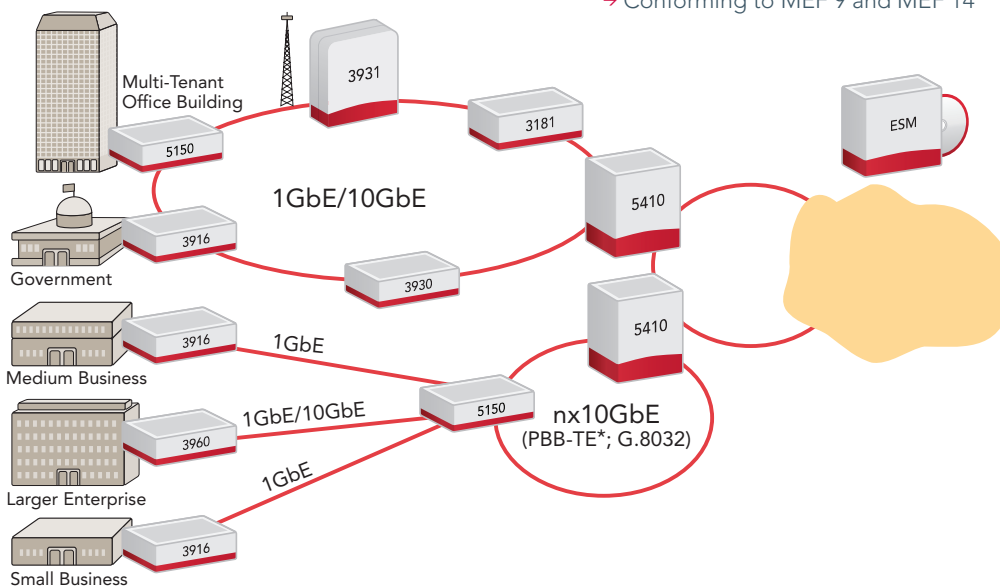 → Conforming to MEF 9 and MEF 14
Multi-Tenant
Office Building
3931
3181
ESM
5150
1GbE/10GbE
5410
3916
Government
3930
5410
3916
1GbE
Medium Business
5150
nx10GbE
(PBB-TE*; G.8032)
1GbE/10GbE
3960
1GbE
Larger Enterprise
3916
Small Business